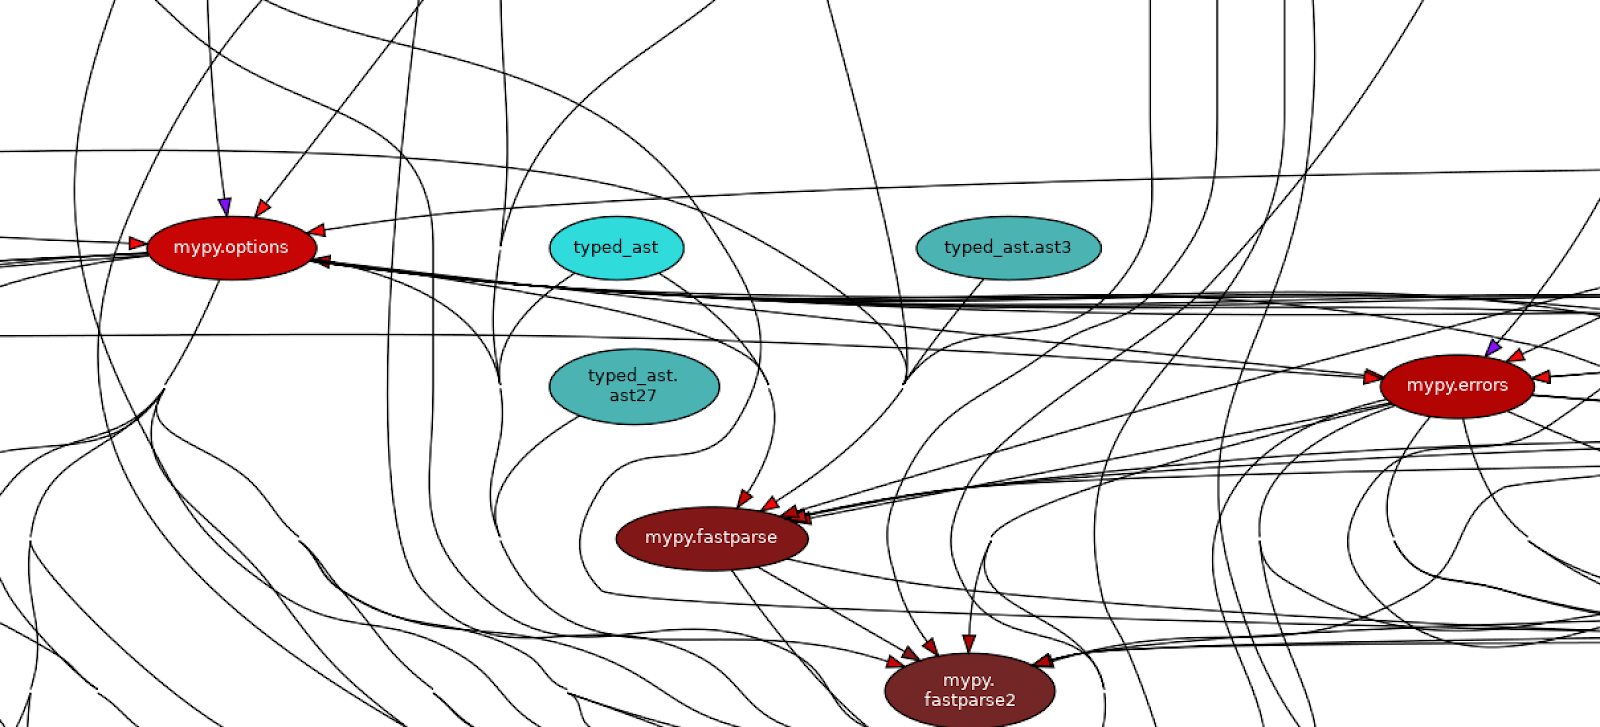 mypy.options
typed_ast
typed_ast.ast3
typed_ast.
ast27
mypy.errors
mypy.fastparse
mypy.
fastparse2